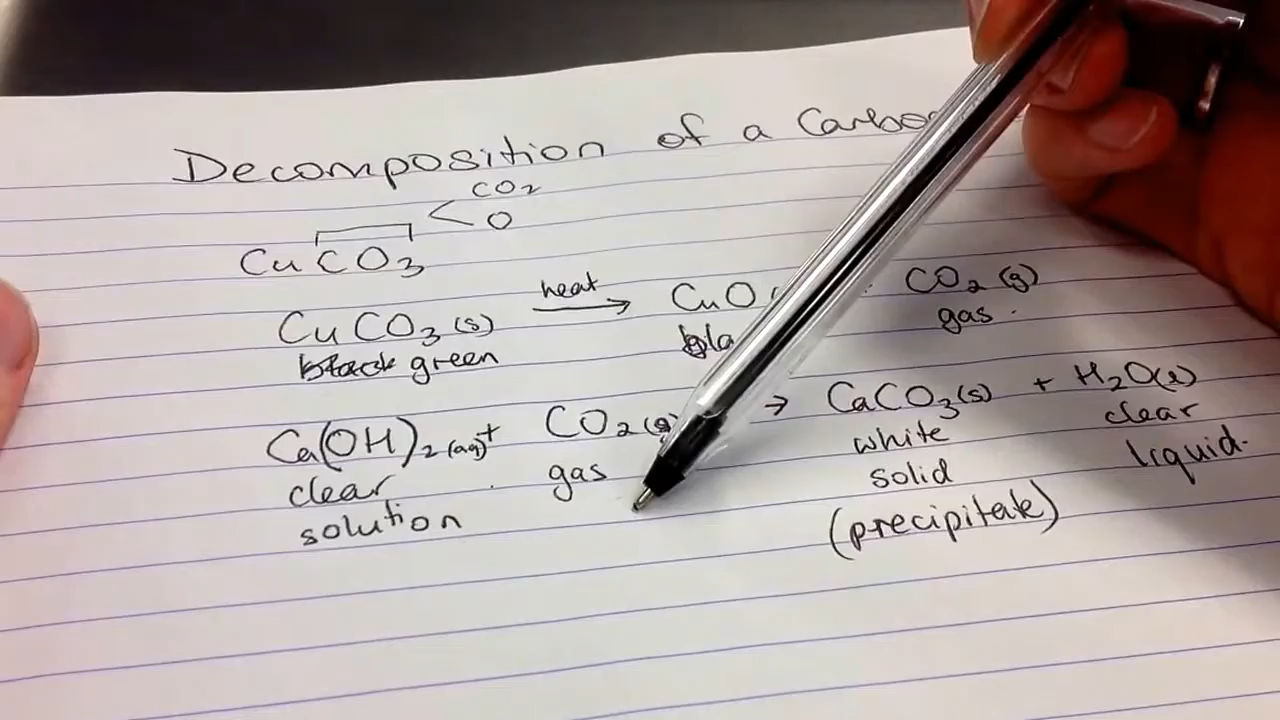 Decomposition of a
CO2
O
CuCO3
CuCO3(s) heat → CuO CO2(g)
black green gas
Ca(OH)2(aq) + CO2(g) → CaCO3(s) + H2O(l)
clear gas white clear
solution solid liquid.
(precipitate)